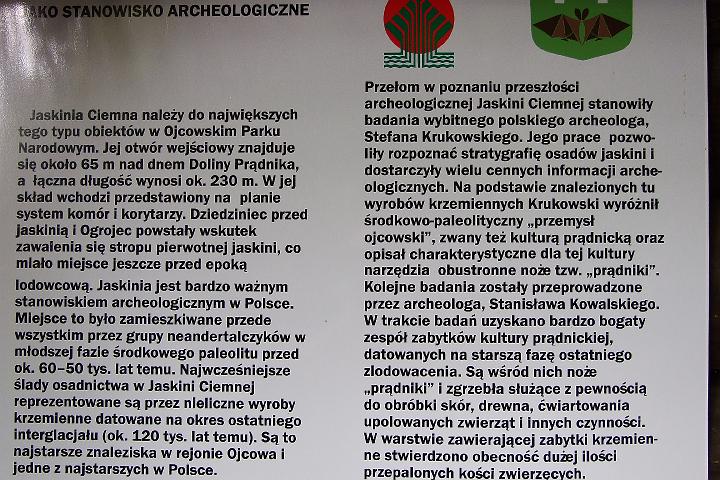 JAKO STANOWISKO ARCHEOLOGICZNE
Jaskinia Ciemna należy do największych
tego typu obiektów w Ojcowskim Parku
Narodowym. Jej otwór wejściowy znajduje
się około 65 m nad dnem Doliny Prądnika,
a łączna długość wynosi ok. 230 m. W jej
skład wchodzi przedstawiony na planie
system komór i korytarzy. Dziedziniec przed
jaskinią i Ogrojec powstały wskutek
zawalenia się stropu pierwotnej jaskini, co
miało miejsce jeszcze przed epoką
lodowcową. Jaskinia jest bardzo ważnym
stanowiskiem archeologicznym w Polsce.
Miejsce to było zamieszkiwane przede
wszystkim przez grupy neandertalczyków w
młodszej fazie środkowego paleolitu przed
ok. 60–50 tys. lat temu. Najwcześniejsze
ślady osadnictwa w Jaskini Ciemnej
reprezentowane są przez nieliczne wyroby
krzemienne datowane na okres ostatniego
interglacjału (ok. 120 tys. lat temu). Są to
najstarsze znaleziska w rejonie Ojcowa i
jedne z najstarszych w Polsce.
Przełom w poznaniu przeszłości
archeologicznej Jaskini Ciemnej stanowiły
badania wybitnego polskiego archeologa,
Stefana Krukowskiego. Jego prace pozwo-
liły rozpoznać stratygrafię osadów jaskini i
dostarczyły wielu cennych informacji arche-
ologicznych. Na podstawie znalezionych tu
wyrobów krzemiennych Krukowski wyróżnił
środkowo-paleolityczny „przemysł
ojcowski”, zwany też kulturą prądnicką oraz
opisał charakterystyczne dla tej kultury
narzędzia obustronne noże tzw. „prądniki”.
Kolejne badania zostały przeprowadzone
przez archeologa, Stanisława Kowalskiego.
W trakcie badań uzyskano bardzo bogaty
zespół zabytków kultury prądnickiej,
datowanych na starszą fazę ostatniego
zlodowacenia. Są wśród nich noże
„prądniki” i zgrzebła służące z pewnością
do obróbki skór, drewna, ćwiartowania
upolowanych zwierząt i innych czynności.
W warstwie zawierającej zabytki krzemien-
ne stwierdzono obecność dużej ilości
przepalonych kości zwierzęcych.